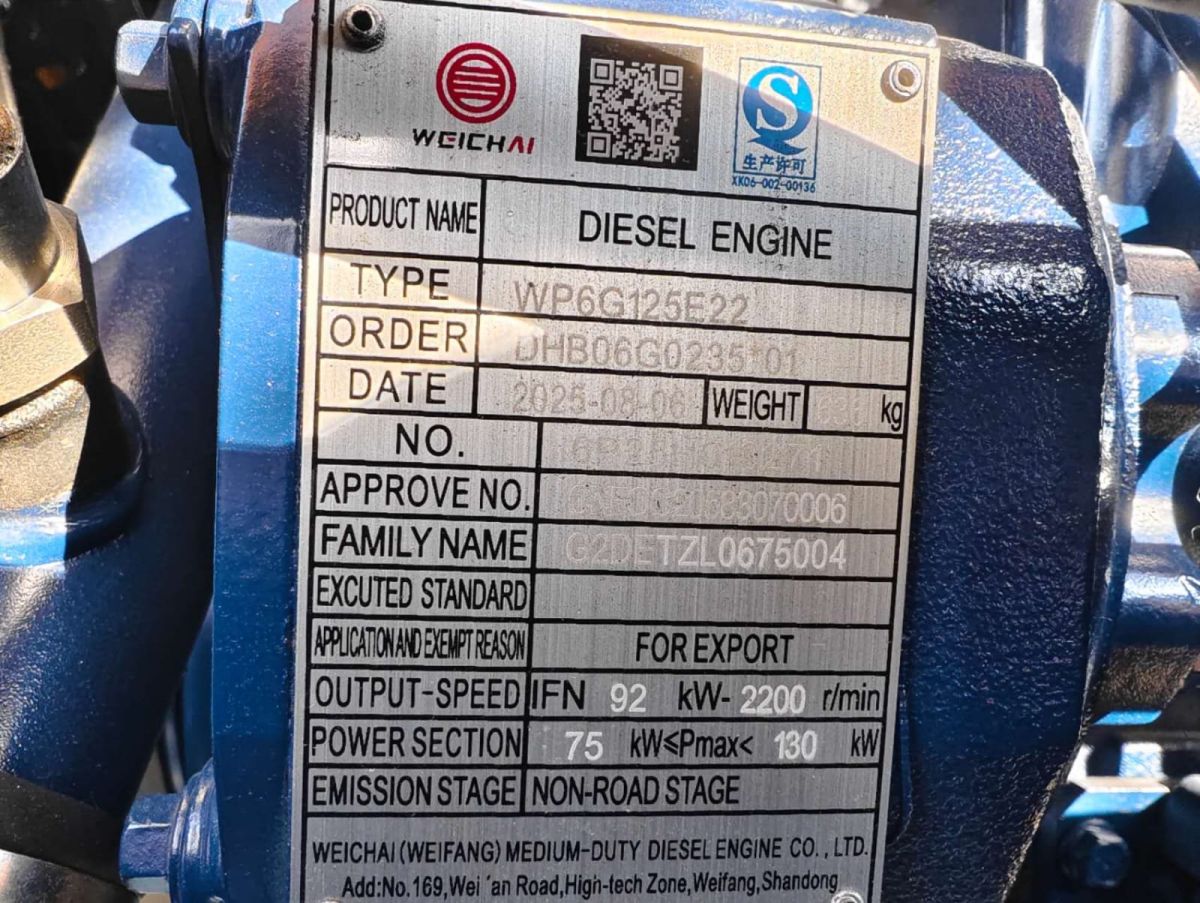 WEICHAI
S
生产许可
XK06-002-00136
PRODUCT NAME DIESEL ENGINE
TYPE WP6G125E22
ORDER DHB06G0235*01
DATE 2025-08-06 WEIGHT kg
NO.
APPROVE NO.
FAMILY NAME G2DETZL0675004
EXCUTED STANDARD
APPLICATION AND EXEMPT REASON FOR EXPORT
OUTPUT-SPEED IFN 92 kW- 2200 r/min
POWER SECTION 75 kW≤Pmax< 130 kW
EMISSION STAGE NON-ROAD STAGE
WEICHAI (WEIFANG) MEDIUM-DUTY DIESEL ENGINE CO., LTD.
Add:No.169,Wei'an Road,High-tech Zone,Weifang,Shandong